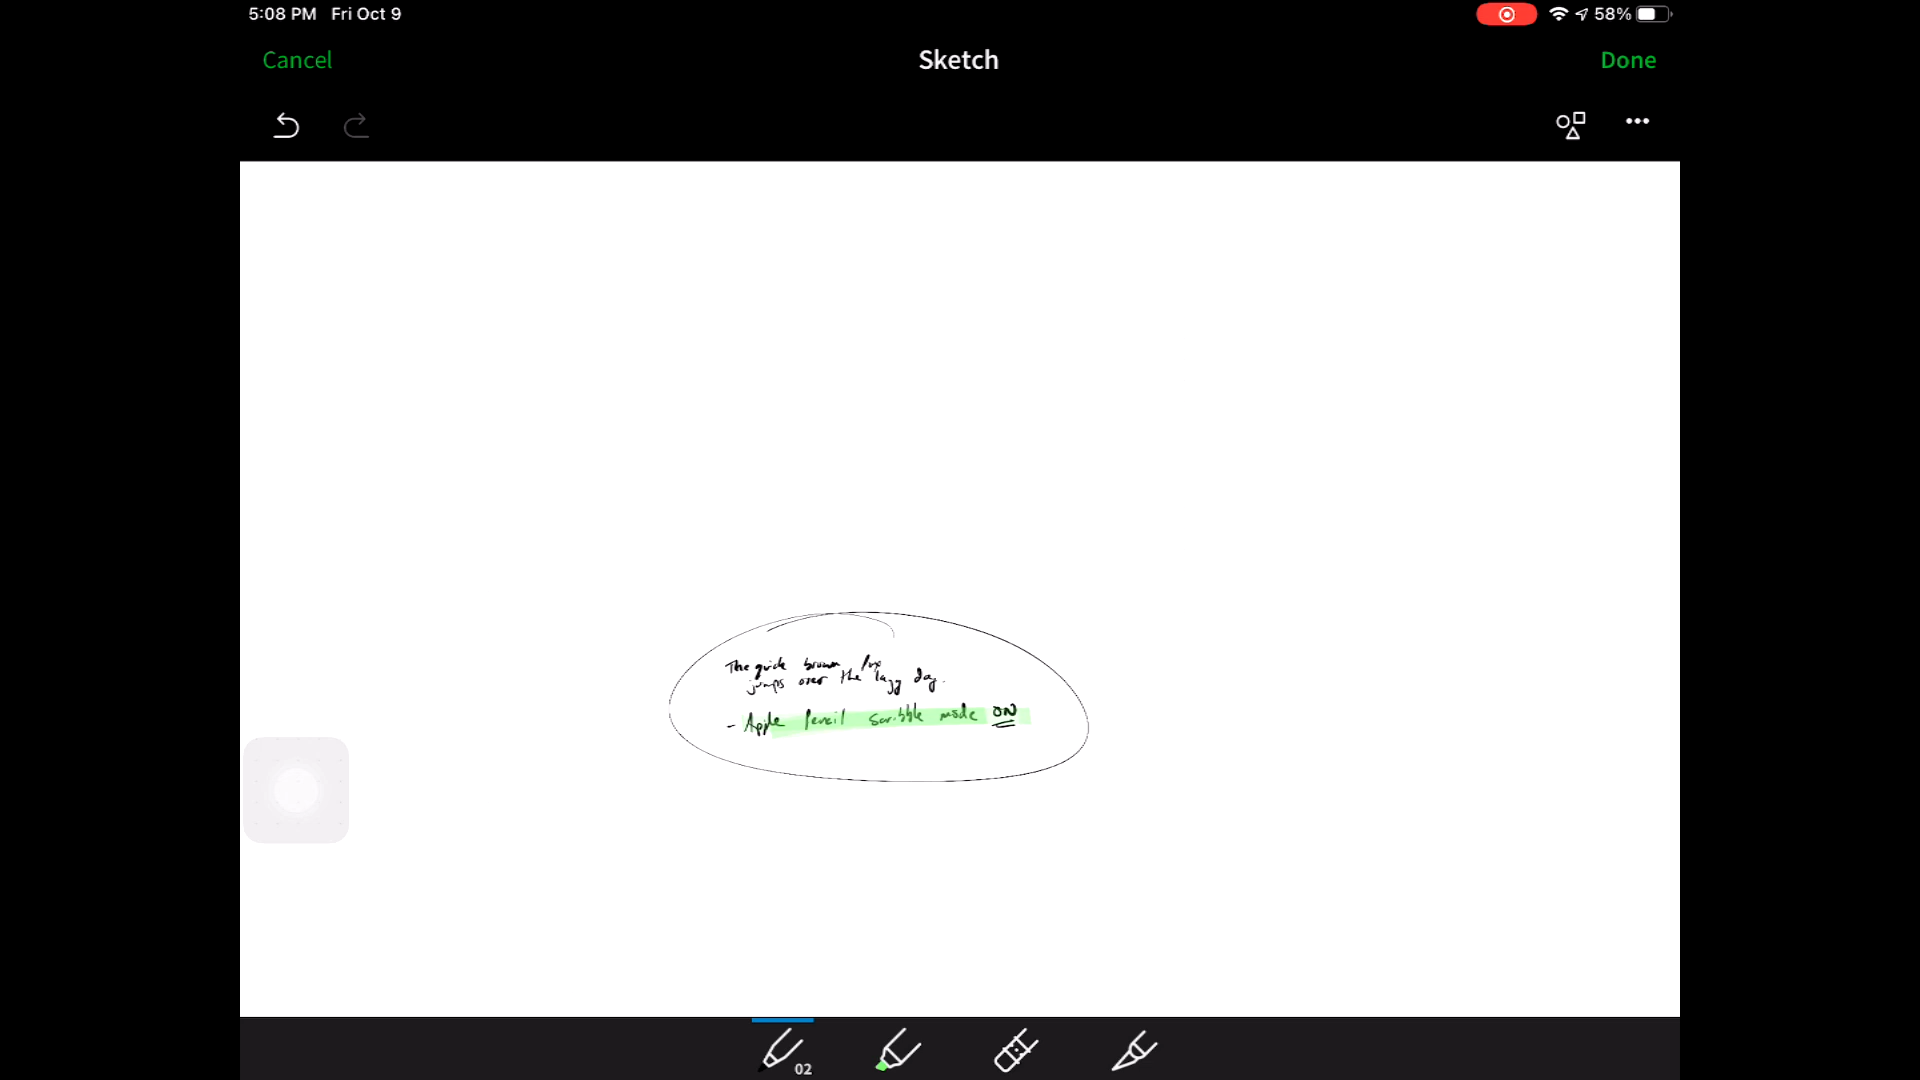 5:08 PM Fri Oct 9 58%
Cancel Sketch Done
The quick brown fox
jumps over the lazy dog.
- Apple Pencil Scribble mode ON
02